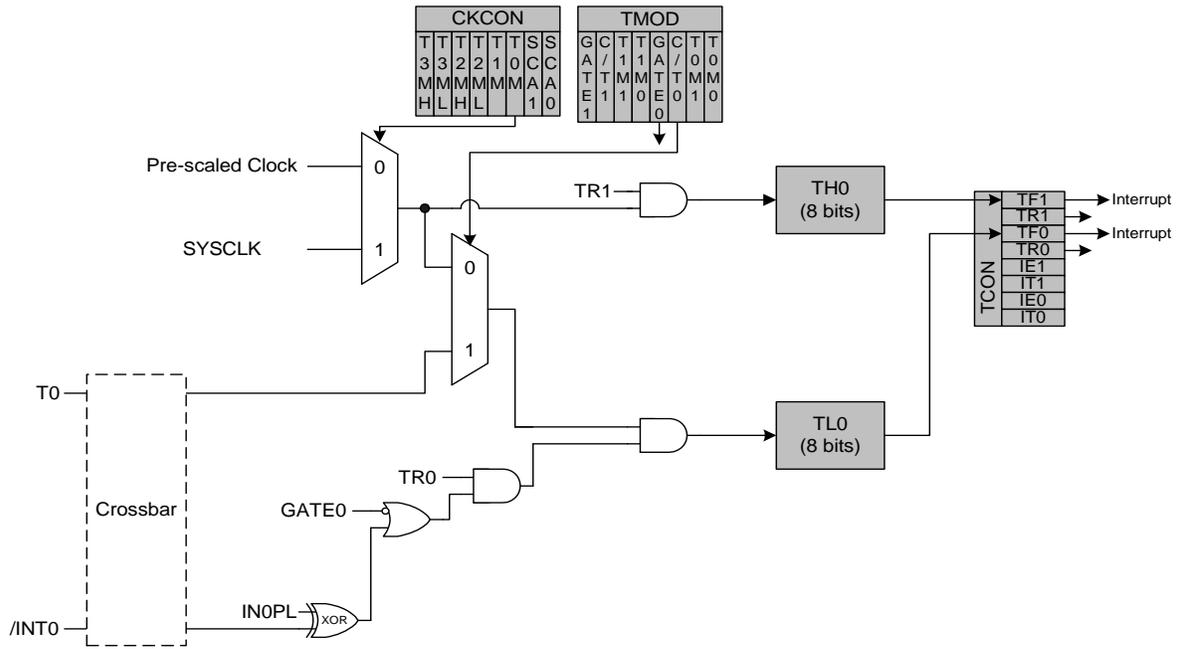 CKCON
TMOD
T3MH
T3ML
T2MH
T2ML
T1M
T0M
SCA1
SCA0
GATE1
C/T1
T1M1
T1M0
GATE0
C/T0
T0M1
T0M0
Pre-scaled Clock
0
SYSCLK
1
TR1
TH0
(8 bits)
TCON
TF1
TR1
TF0
TR0
IE1
IT1
IE0
IT0
Interrupt
Interrupt
0
1
T0
Crossbar
/INT0
TL0
(8 bits)
TR0
GATE0
IN0PL
XOR